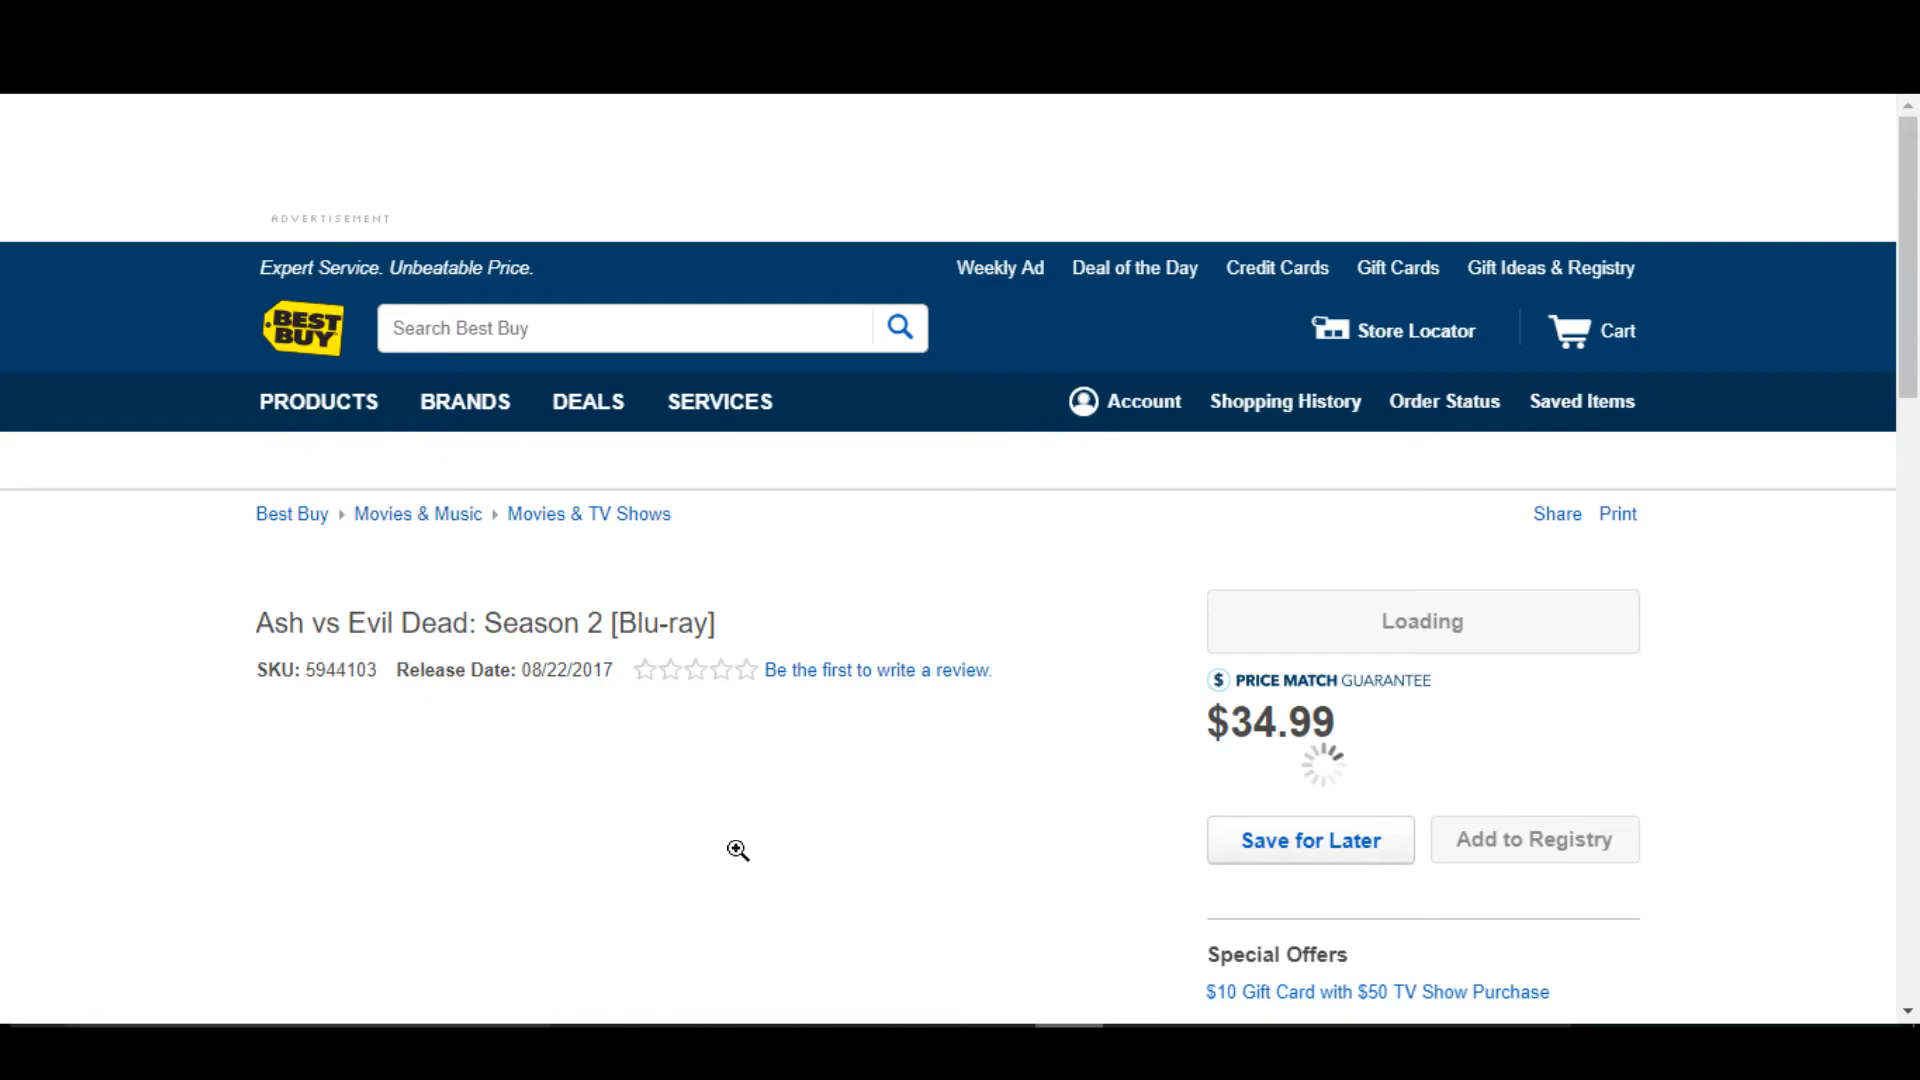 ADVERTISEMENT
Expert Service. Unbeatable Price.
Weekly Ad Deal of the Day Credit Cards Gift Cards Gift Ideas & Registry
BEST BUY
Search Best Buy
Store Locator
Cart
PRODUCTS BRANDS DEALS SERVICES
Account Shopping History Order Status Saved Items
Best Buy Movies & Music Movies & TV Shows
Share Print
Ash vs Evil Dead: Season 2 [Blu-ray]
SKU: 5944103 Release Date: 08/22/2017 Be the first to write a review.
Loading
$ PRICE MATCH GUARANTEE
$34.99
Save for Later
Add to Registry
Special Offers
$10 Gift Card with $50 TV Show Purchase